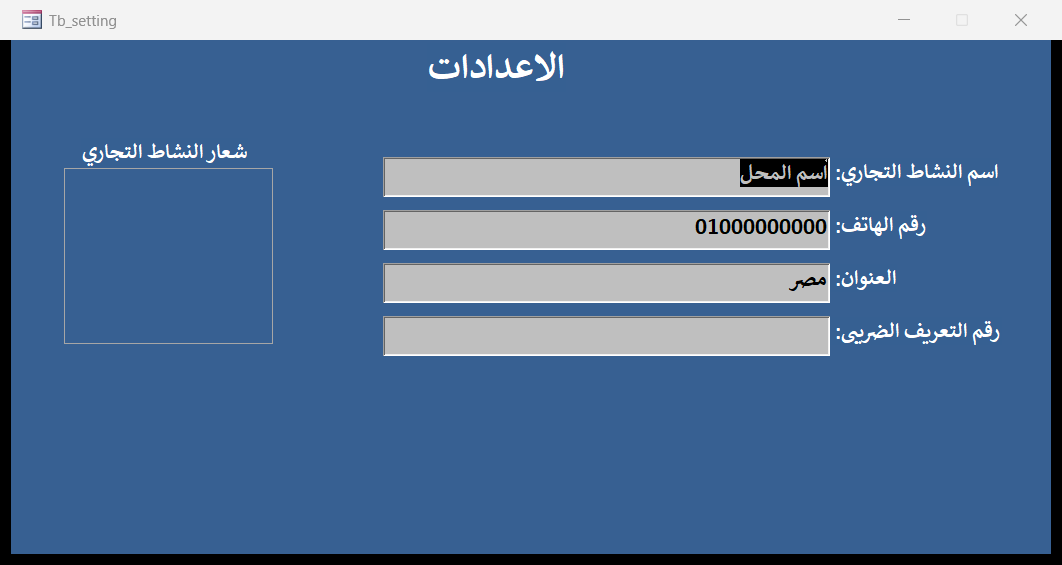 Tb_setting
الاعدادات
شعار النشاط التجاري
اسم النشاط التجاري: أسم المحل
رقم الهاتف: 01000000000
العنوان: مصر
رقم التعريف الضريبى: